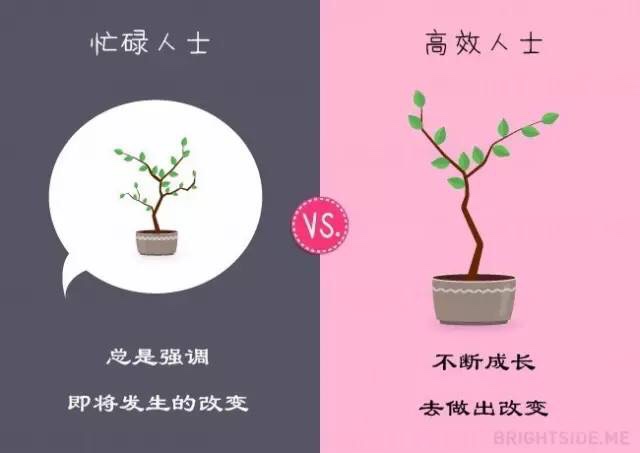 忙碌人士
高效人士
VS.
总是强调
即将发生的改变
不断成长
去做出改变
BRIGHTSIDE.ME